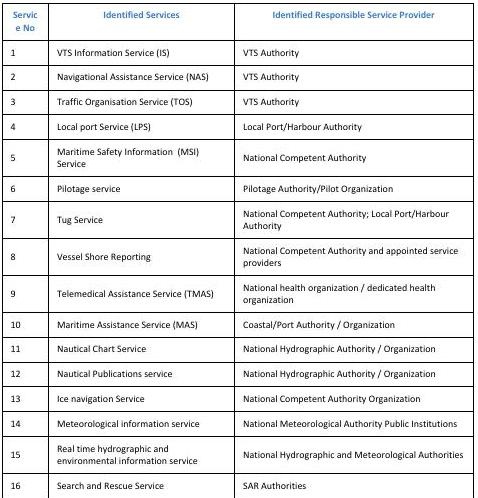 Servic Identified Services Identified Responsible Service Provider
e No
1 VTS Information Service (IS) VTS Authority
2 Navigational Assistance Service (NAS) VTS Authority
3 Traffic Organisation Service (TOS) VTS Authority
4 Local port Service (LPS) Local Port/Harbour Authority
5 Maritime Safety Information (MSI)
Service National Competent Authority
6 Pilotage service Pilotage Authority/Pilot Organization
7 Tug Service National Competent Authority; Local Port/Harbour
Authority
8 Vessel Shore Reporting National Competent Authority and appointed service
providers
9 Telemedical Assistance Service (TMAS) National health organization / dedicated health
organization
10 Maritime Assistance Service (MAS) Coastal/Port Authority / Organization
11 Nautical Chart Service National Hydrographic Authority / Organization
12 Nautical Publications service National Hydrographic Authority / Organization
13 Ice navigation Service National Competent Authority Organization
14 Meteorological information service National Meteorological Authority Public Institutions
15 Real time hydrographic and
environmental information service National Hydrographic and Meteorological Authorities
16 Search and Rescue Service SAR Authorities